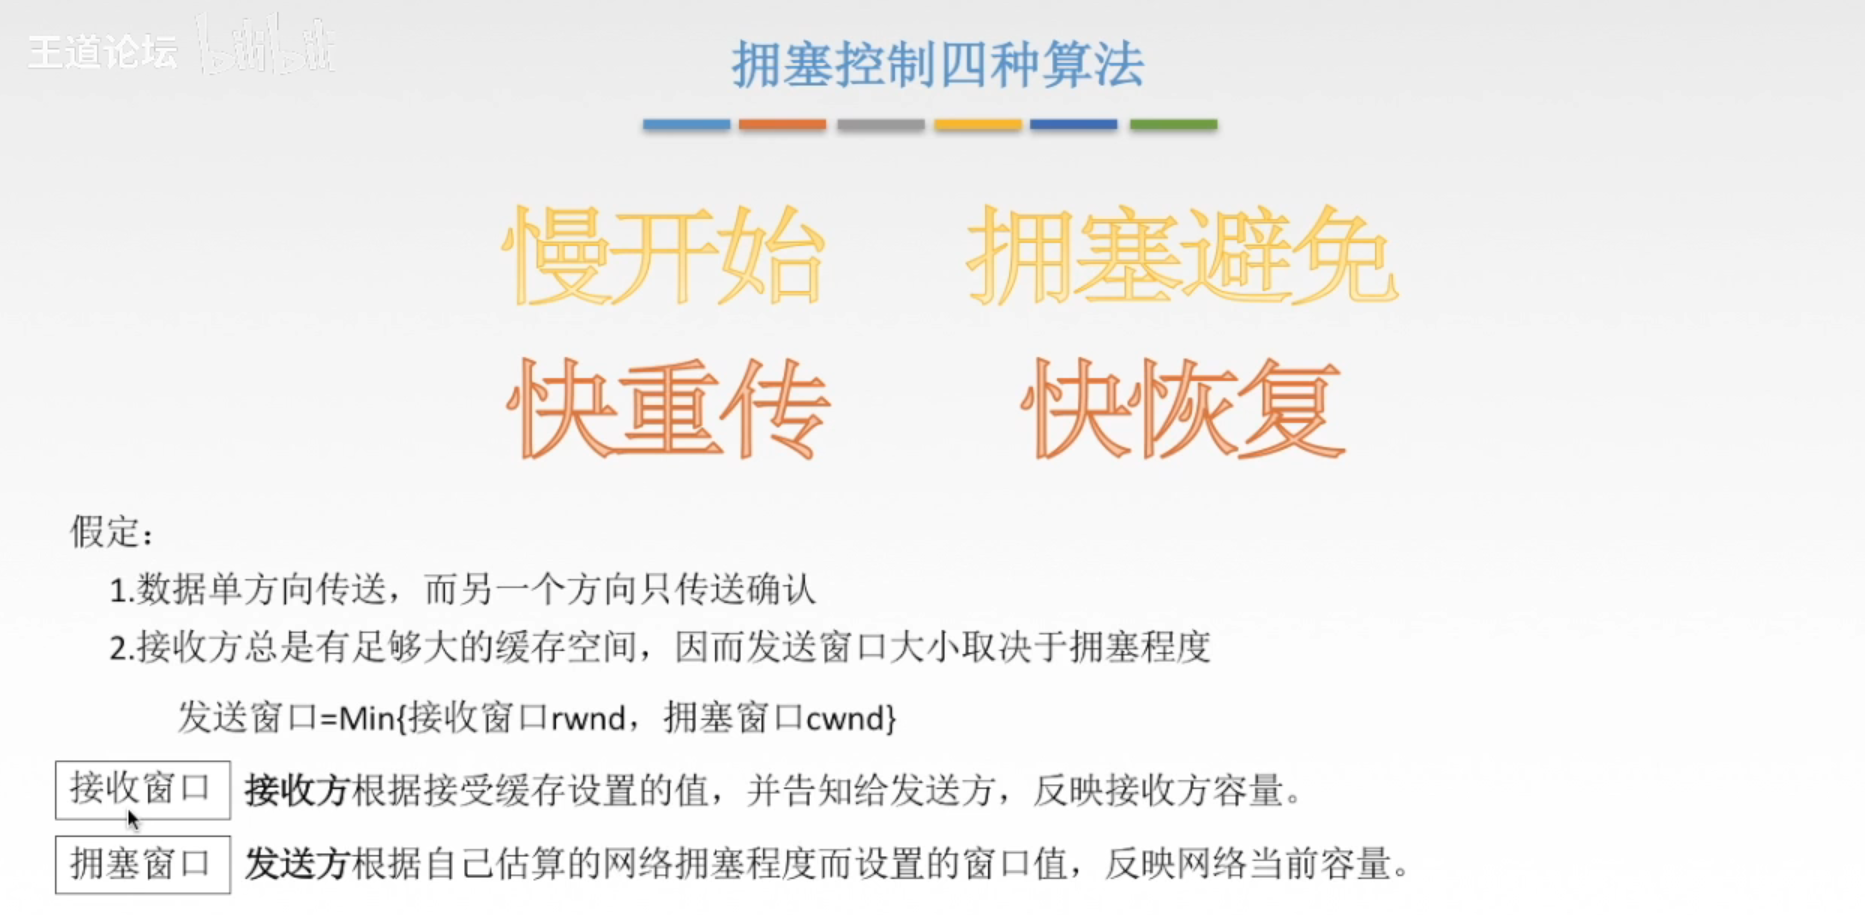 王道论坛 bilibili
拥塞控制四种算法
慢开始 拥塞避免
快重传 快恢复
假定：
1.数据单方向传送，而另一个方向只传送确认
2.接收方总是有足够大的缓存空间，因而发送窗口大小取决于拥塞程度
发送窗口=Min{接收窗口rwnd，拥塞窗口cwnd}
接收窗口 接收方根据接受缓存设置的值，并告知给发送方，反映接收方容量。
拥塞窗口 发送方根据自己估算的网络拥塞程度而设置的窗口值，反映网络当前容量。